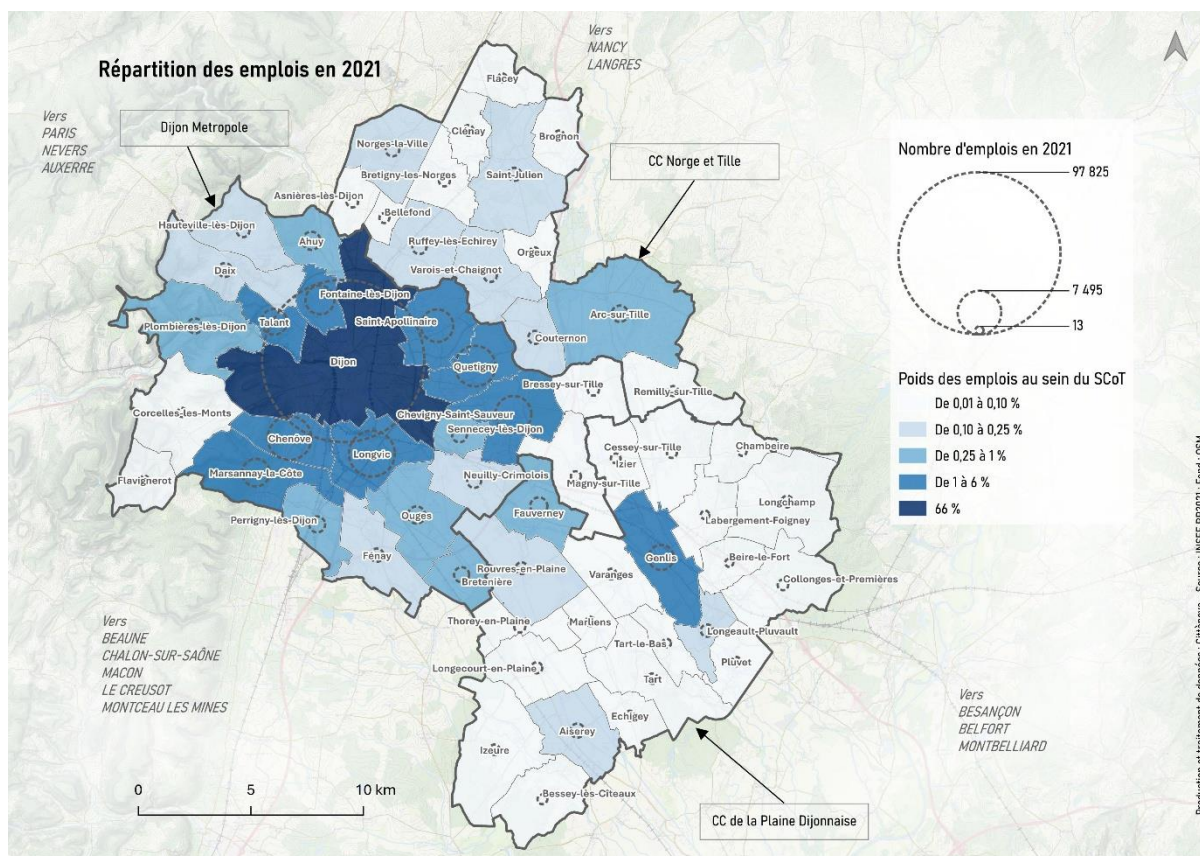 Répartition des emplois en 2021
Vers
NANCY
LANGRES
Vers
PARIS
NEVERS
AUXERRE
Dijon Metropole
CC Norge et Tille
Nombre d'emplois en 2021
97 825
7 495
13
Poids des emplois au sein du SCoT
De 0,01 à 0,10 %
De 0,10 à 0,25 %
De 0,25 à 1 %
De 1 à 6 %
66 %
Flacey
Clénay
Brognon
Norges-la-Ville
Bretigny-les-Norges
Saint-Julien
Asnières-lès-Dijon
Bellefond
Hauteville-lès-Dijon
Ahuy
Ruffey-lès-Echirey
Orgeux
Daix
Varois-et-Chaignot
Fontaine-lès-Dijon
Plombières-lès-Dijon
Talant
Saint-Apollinaire
Arc-sur-Tille
Couternon
Dijon
Quetigny
Bressey-sur-Tille
Remilly-sur-Tille
Corcelles-les-Monts
Chevigny-Saint-Sauveur
Sennecey-lès-Dijon
Chenôve
Longvic
Cessey-sur-Tille
Chambeire
Izier
Flavignerot
Marsannay-la-Côte
Neuilly-Crimolois
Magny-sur-Tille
Longchamp
Perrigny-lès-Dijon
Ouges
Fauverney
Labergement-Foigney
Fénay
Genlis
Beire-le-Fort
Rouvres-en-Plaine
Varanges
Bretenière
Collonges-et-Premières
Thorey-en-Plaine
Marliens
Longeault-Pluvault
Tart-le-Bas
Longecourt-en-Plaine
Pluvet
Tart
Echigey
Aiserey
Izeure
Bessey-lès-Cîteaux
Vers
BEAUNE
CHALON-SUR-SAÔNE
MACON
LE CREUSOT
MONTCEAU LES MINES
Vers
BESANÇON
BELFORT
MONTBELLIARD
0 5 10 km
CC de la Plaine Dijonnaise